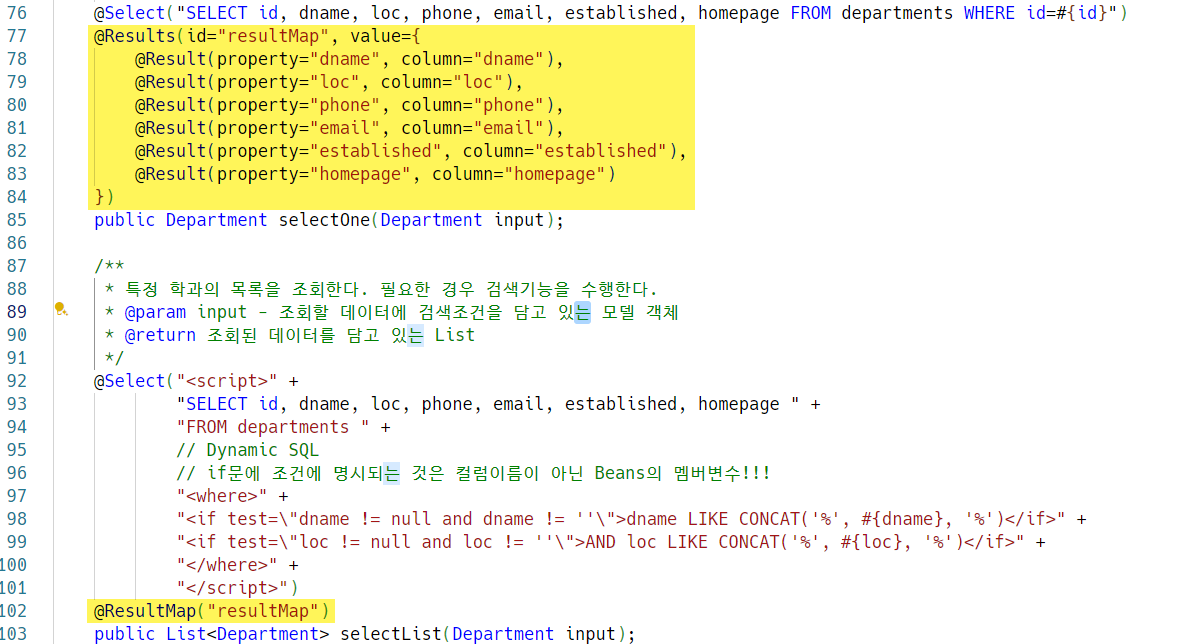 76 @Select("SELECT id, dname, loc, phone, email, established, homepage FROM departments WHERE id=#{id}")
77 @Results(id="resultMap", value={
78 @Result(property="dname", column="dname"),
79 @Result(property="loc", column="loc"),
80 @Result(property="phone", column="phone"),
81 @Result(property="email", column="email"),
82 @Result(property="established", column="established"),
83 @Result(property="homepage", column="homepage")
84 })
85 public Department selectOne(Department input);
86
87 /**
88 * 특정 학과의 목록을 조회한다. 필요한 경우 검색기능을 수행한다.
89 * @param input - 조회할 데이터에 검색조건을 담고 있는 모델 객체
90 * @return 조회된 데이터를 담고 있는 List
91 */
92 @Select("<script>" +
93 "SELECT id, dname, loc, phone, email, established, homepage " +
94 "FROM departments " +
95 // Dynamic SQL
96 // if문에 조건에 명시되는 것은 컬럼이름이 아닌 Beans의 멤버변수!!!
97 "<where>" +
98 "<if test=\"dname != null and dname != ''\">dname LIKE CONCAT('%', #{dname}, '%')</if>" +
99 "<if test=\"loc != null and loc != ''\">AND loc LIKE CONCAT('%', #{loc}, '%')</if>" +
100 "</where>" +
101 "</script>")
102 @ResultMap("resultMap")
103 public List<Department> selectList(Department input);